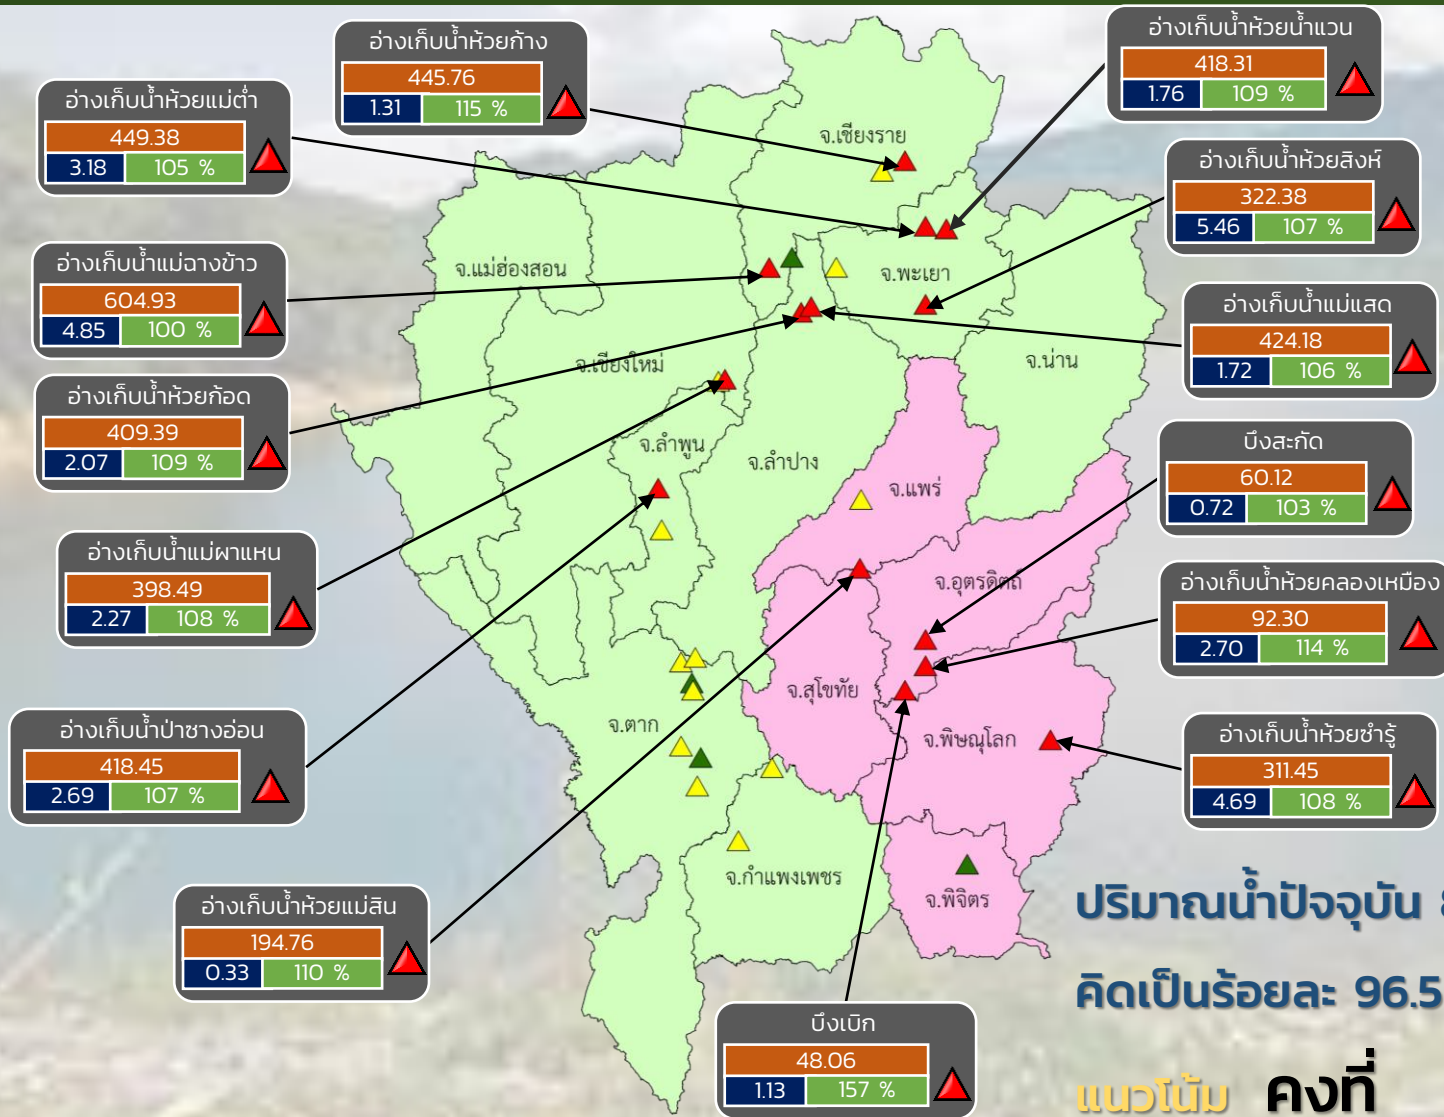 อ่างเก็บน้ำห้วยก้าง
445.76
1.31 115 %
อ่างเก็บน้ำห้วยน้ำแวน
418.31
1.76 109 %
อ่างเก็บน้ำห้วยแม่ต่ำ
449.38
3.18 105 %
อ่างเก็บน้ำห้วยสิงห์
322.38
5.46 107 %
อ่างเก็บน้ำแม่ฉางข้าว
604.93
4.85 100 %
อ่างเก็บน้ำแม่แสด
424.18
1.72 106 %
อ่างเก็บน้ำห้วยก้อด
409.39
2.07 109 %
บึงสะกัด
60.12
0.72 103 %
อ่างเก็บน้ำแม่ผาแหน
398.49
2.27 108 %
อ่างเก็บน้ำห้วยคลองเหมือง
92.30
2.70 114 %
อ่างเก็บน้ำป่าซางอ่อน
418.45
2.69 107 %
อ่างเก็บน้ำห้วยซำรู้
311.45
4.69 108 %
อ่างเก็บน้ำห้วยแม่สิน
194.76
0.33 110 %
บึงเบิก
48.06
1.13 157 %
จ.เชียงราย
จ.แม่ฮ่องสอน
จ.พะเยา
จ.เชียงใหม่
จ.น่าน
จ.ลำพูน
จ.ลำปาง
จ.แพร่
จ.อุตรดิตถ์
จ.สุโขทัย
จ.ตาก
จ.พิษณุโลก
จ.กำแพงเพชร
จ.พิจิตร
ปริมาณน้ำปัจจุบัน
คิดเป็นร้อยละ 96.5
แนวโน้ม คงที่